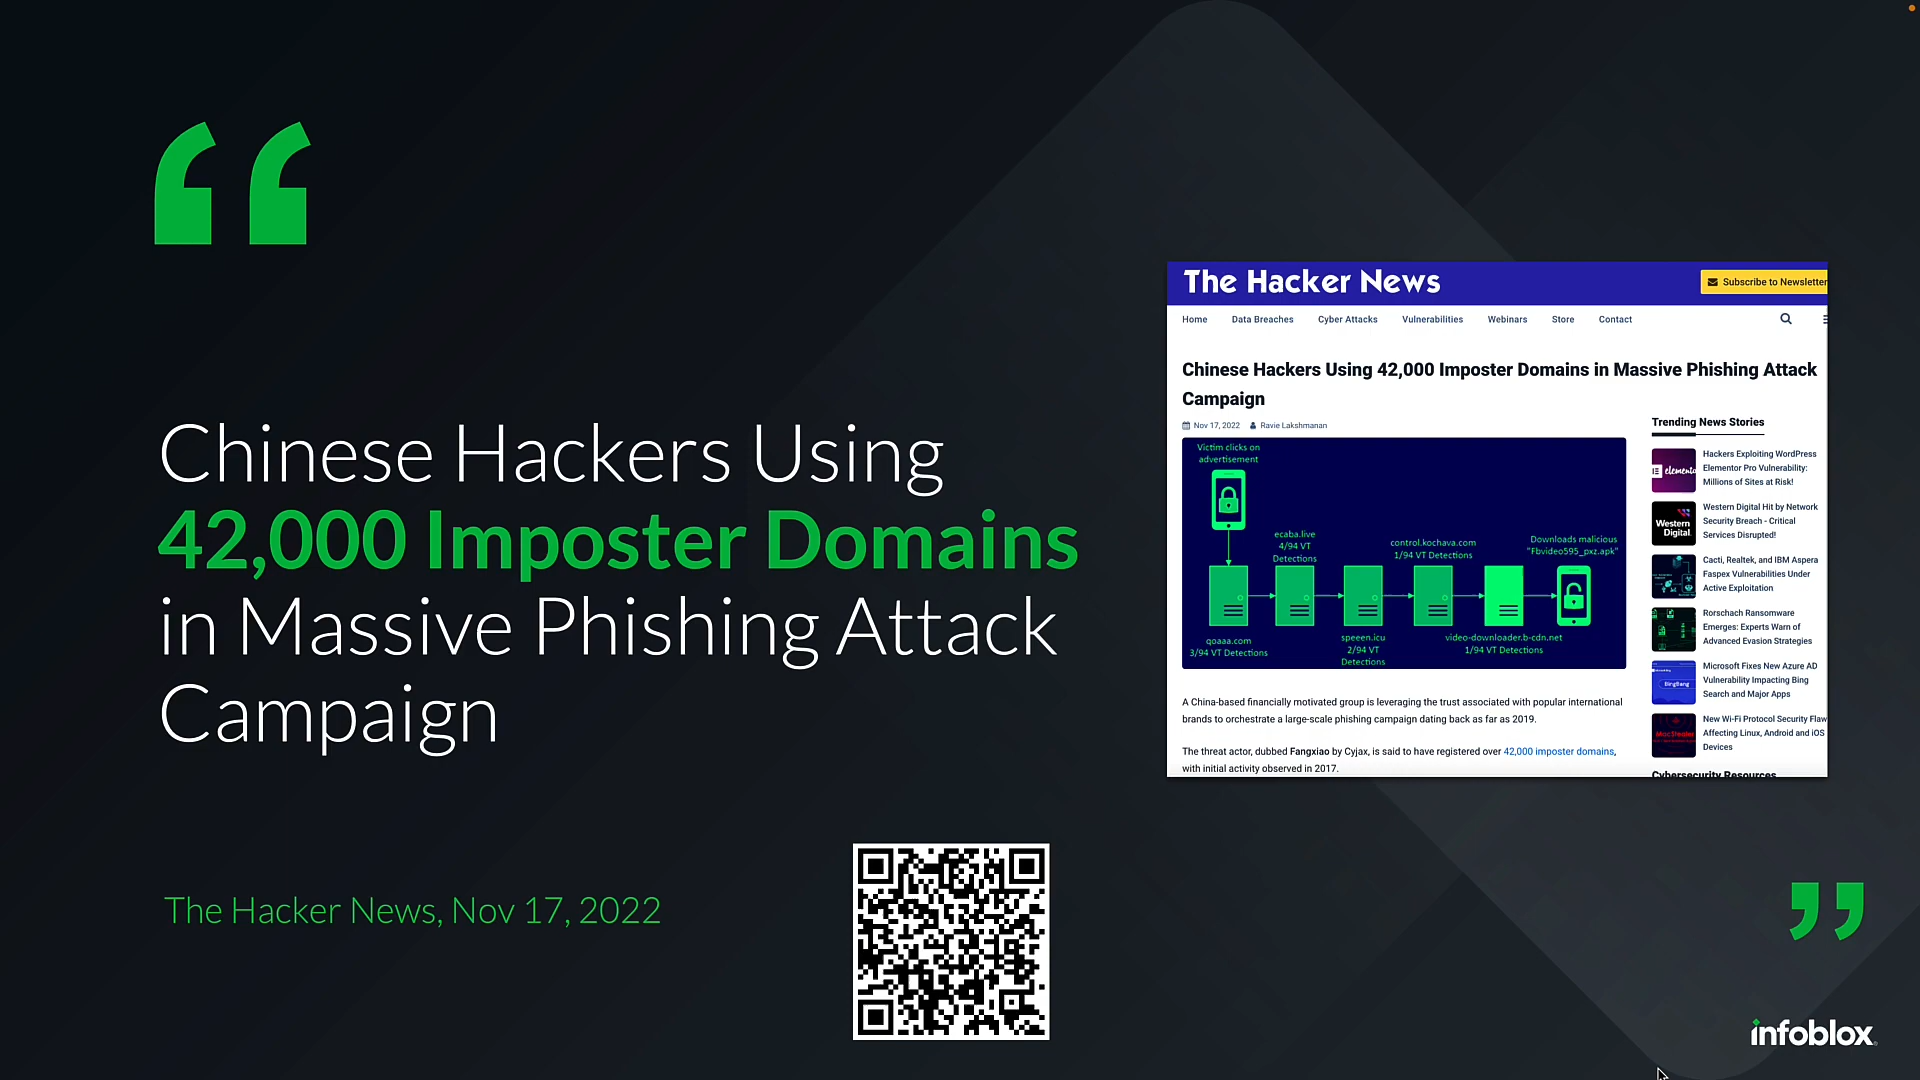 “
Chinese Hackers Using
42,000 Imposter Domains
in Massive Phishing Attack
Campaign
The Hacker News, Nov 17, 2022
The Hacker News
Subscribe to Newsletter
Home Data Breaches Cyber Attacks Vulnerabilities Webinars Store Contact
Chinese Hackers Using 42,000 Imposter Domains in Massive Phishing Attack
Campaign
Nov 17, 2022 Ravie Lakshmanan
Victim clicks on
advertisement
ecaba.live
4/94 VT
Detections
control.kochava.com
1/94 VT Detections
Downloads malicious
"Fbvideo595_pxz.apk"
qoaaa.com
3/94 VT Detections
speeen.icu
2/94 VT
Detections
video-downloader.b-cdn.net
1/94 VT Detections
A China-based financially motivated group is leveraging the trust associated with popular international
brands to orchestrate a large-scale phishing campaign dating back as far as 2019.
The threat actor, dubbed Fangxiao by Cyjax, is said to have registered over 42,000 imposter domains,
with initial activity observed in 2017.
Trending News Stories
elemento
Hackers Exploiting WordPress
Elementor Pro Vulnerability:
Millions of Sites at Risk!
Western
Digital
Western Digital Hit by Network
Security Breach - Critical
Services Disrupted!
Cacti, Realtek, and IBM Aspera
Faspex Vulnerabilities Under
Active Exploitation
Rorschach Ransomware
Emerges: Experts Warn of
Advanced Evasion Strategies
BingBang
Microsoft Fixes New Azure AD
Vulnerability Impacting Bing
Search and Major Apps
MacStealer
New Wi-Fi Protocol Security Flaw
Affecting Linux, Android and iOS
Devices
Cybersecurity Resources
”
infoblox